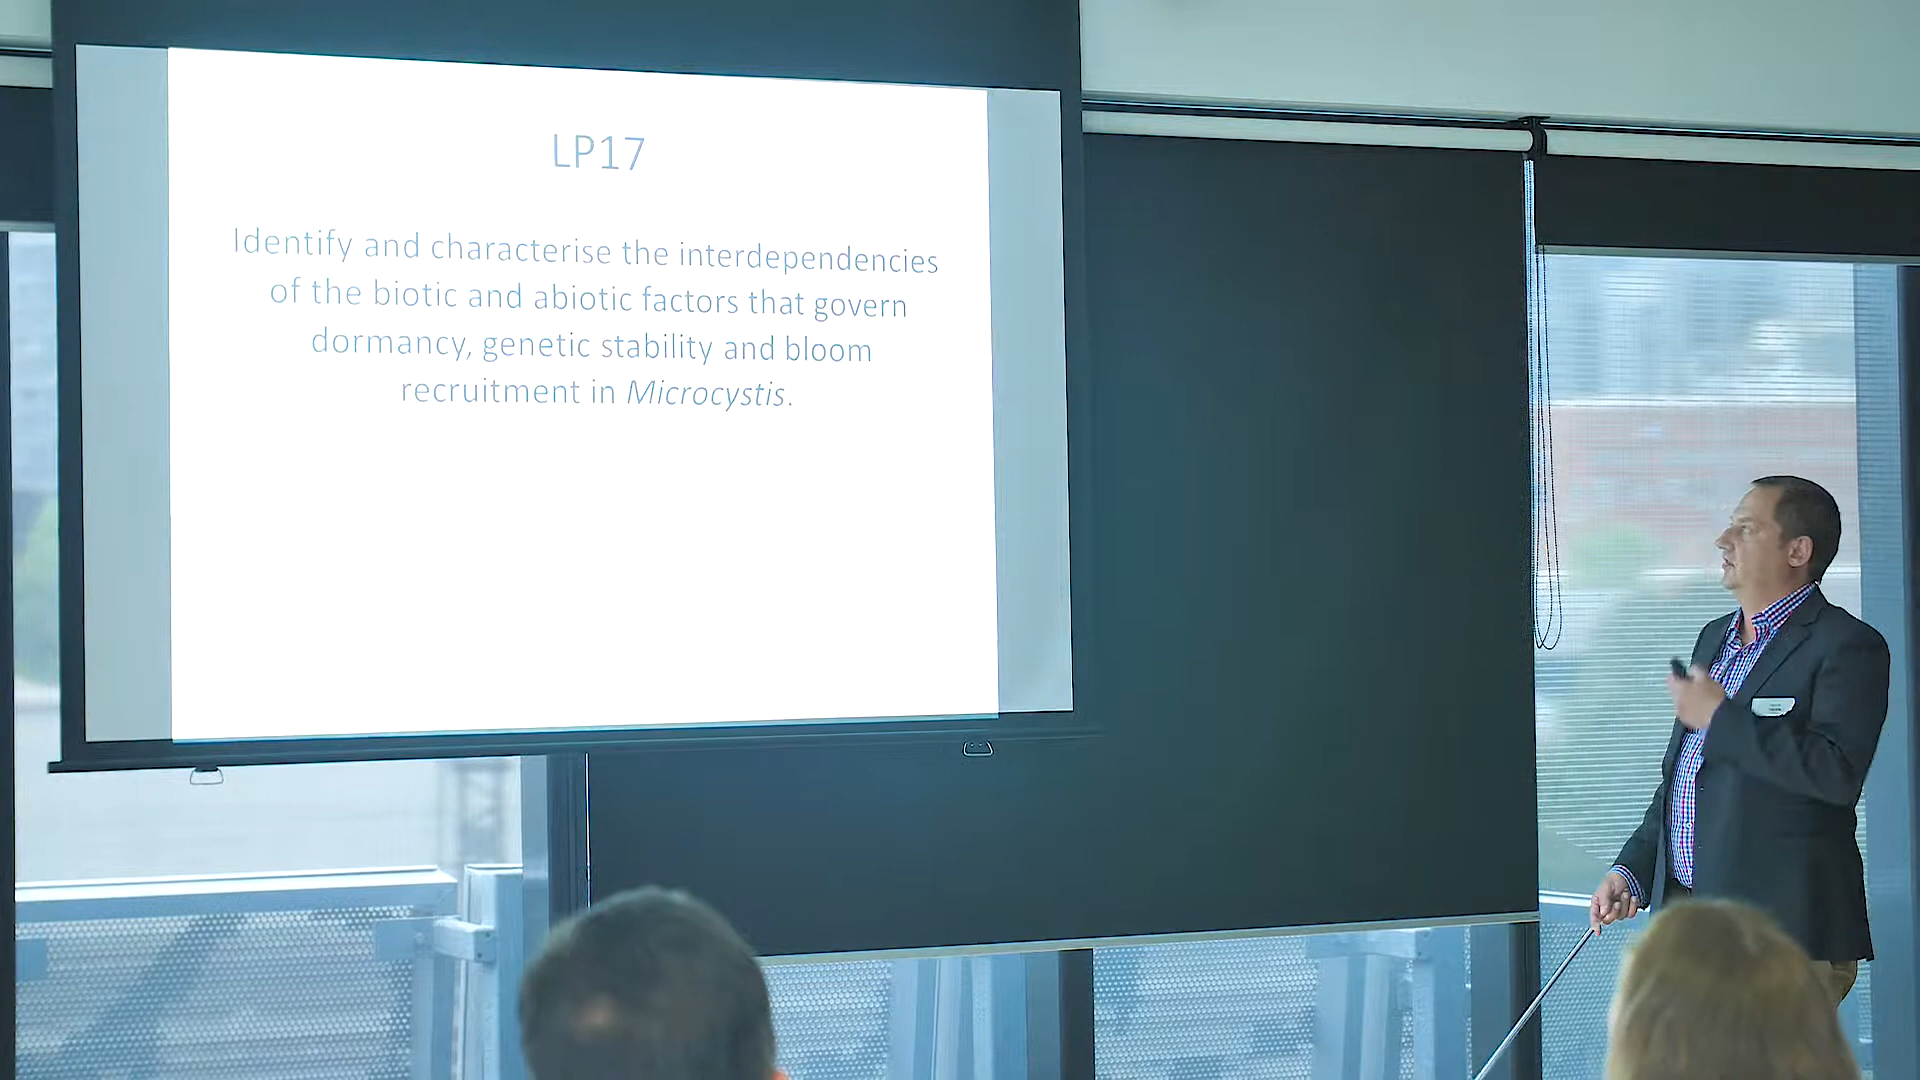 LP17
Identify and characterise the interdependencies
of the biotic and abiotic factors that govern
dormancy, genetic stability and bloom
recruitment in Microcystis.